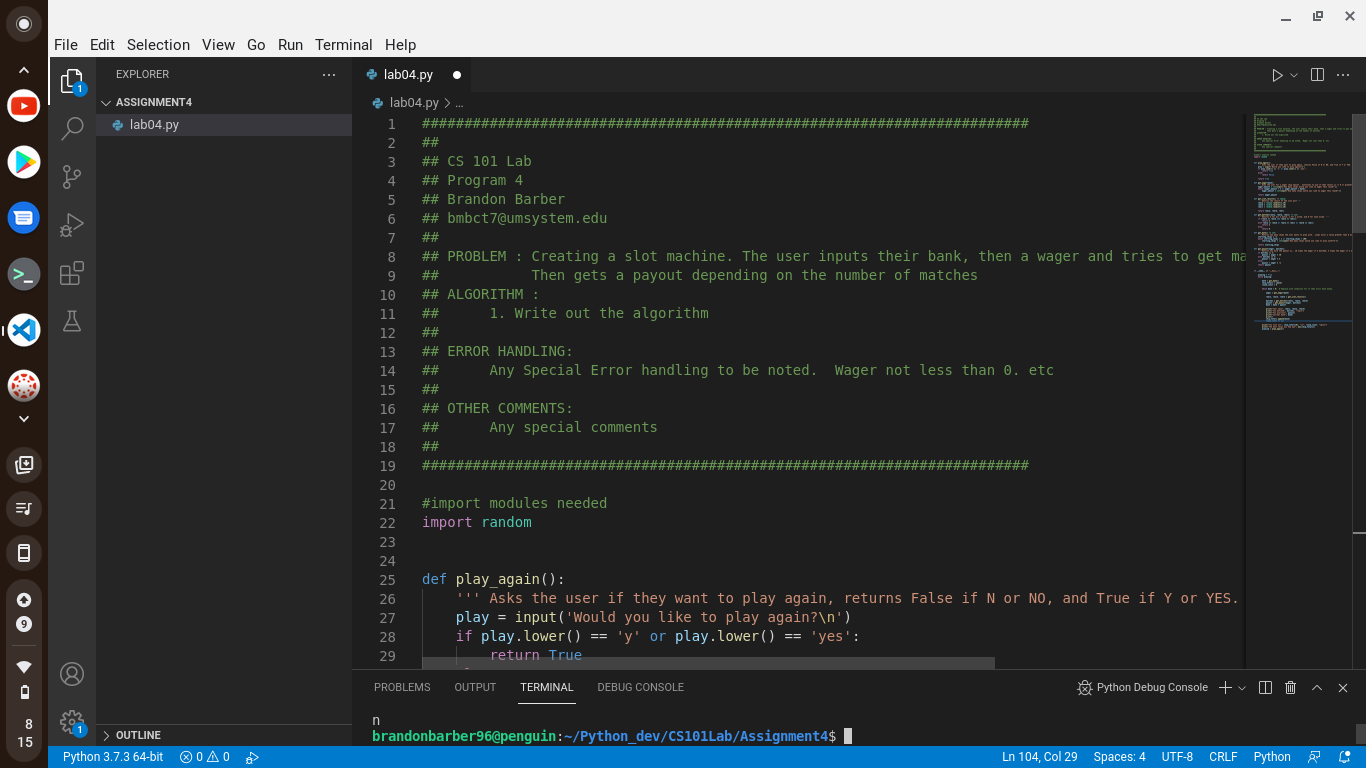 File Edit Selection View Go Run Terminal Help
EXPLORER
ASSIGNMENT4
lab04.py
OUTLINE
lab04.py
lab04.py > ...
1 ########################################################################
2 ##
3 ## CS 101 Lab
4 ## Program 4
5 ## Brandon Barber
6 ## bmbct7@umsystem.edu
7 ##
8 ## PROBLEM : Creating a slot machine. The user inputs their bank, then a wager and tries to get ma
9 ##           Then gets a payout depending on the number of matches
10 ## ALGORITHM :
11 ##      1. Write out the algorithm
12 ##
13 ## ERROR HANDLING:
14 ##      Any Special Error handling to be noted.  Wager not less than 0. etc
15 ##
16 ## OTHER COMMENTS:
17 ##      Any special comments
18 ##
19 ########################################################################
20
21 #import modules needed
22 import random
23
24
25 def play_again():
26     ''' Asks the user if they want to play again, returns False if N or NO, and True if Y or YES.
27     play = input('Would you like to play again?\n')
28     if play.lower() == 'y' or play.lower() == 'yes':
29         return True
PROBLEMS OUTPUT TERMINAL DEBUG CONSOLE Python Debug Console
n
brandonbarber96@penguin:~/Python_dev/CS101Lab/Assignment4$
Python 3.7.3 64-bit 0 0 Ln 104, Col 29 Spaces: 4 UTF-8 CRLF Python
1
1
9
8
15